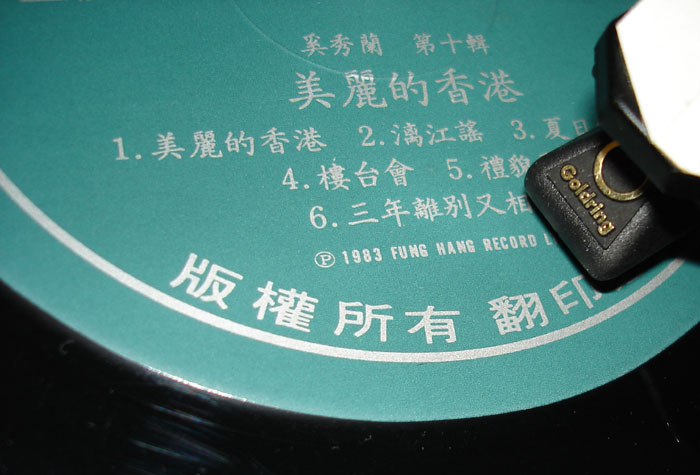 奚秀蘭 第十輯
美麗的香港
1.美麗的香港 2.漓江謠 3.夏日
4.樓台會 5.禮貌
6.三年離別又相
Ⓟ 1983 FUNG HANG RECORD L
版權所有 翻印
Goldring